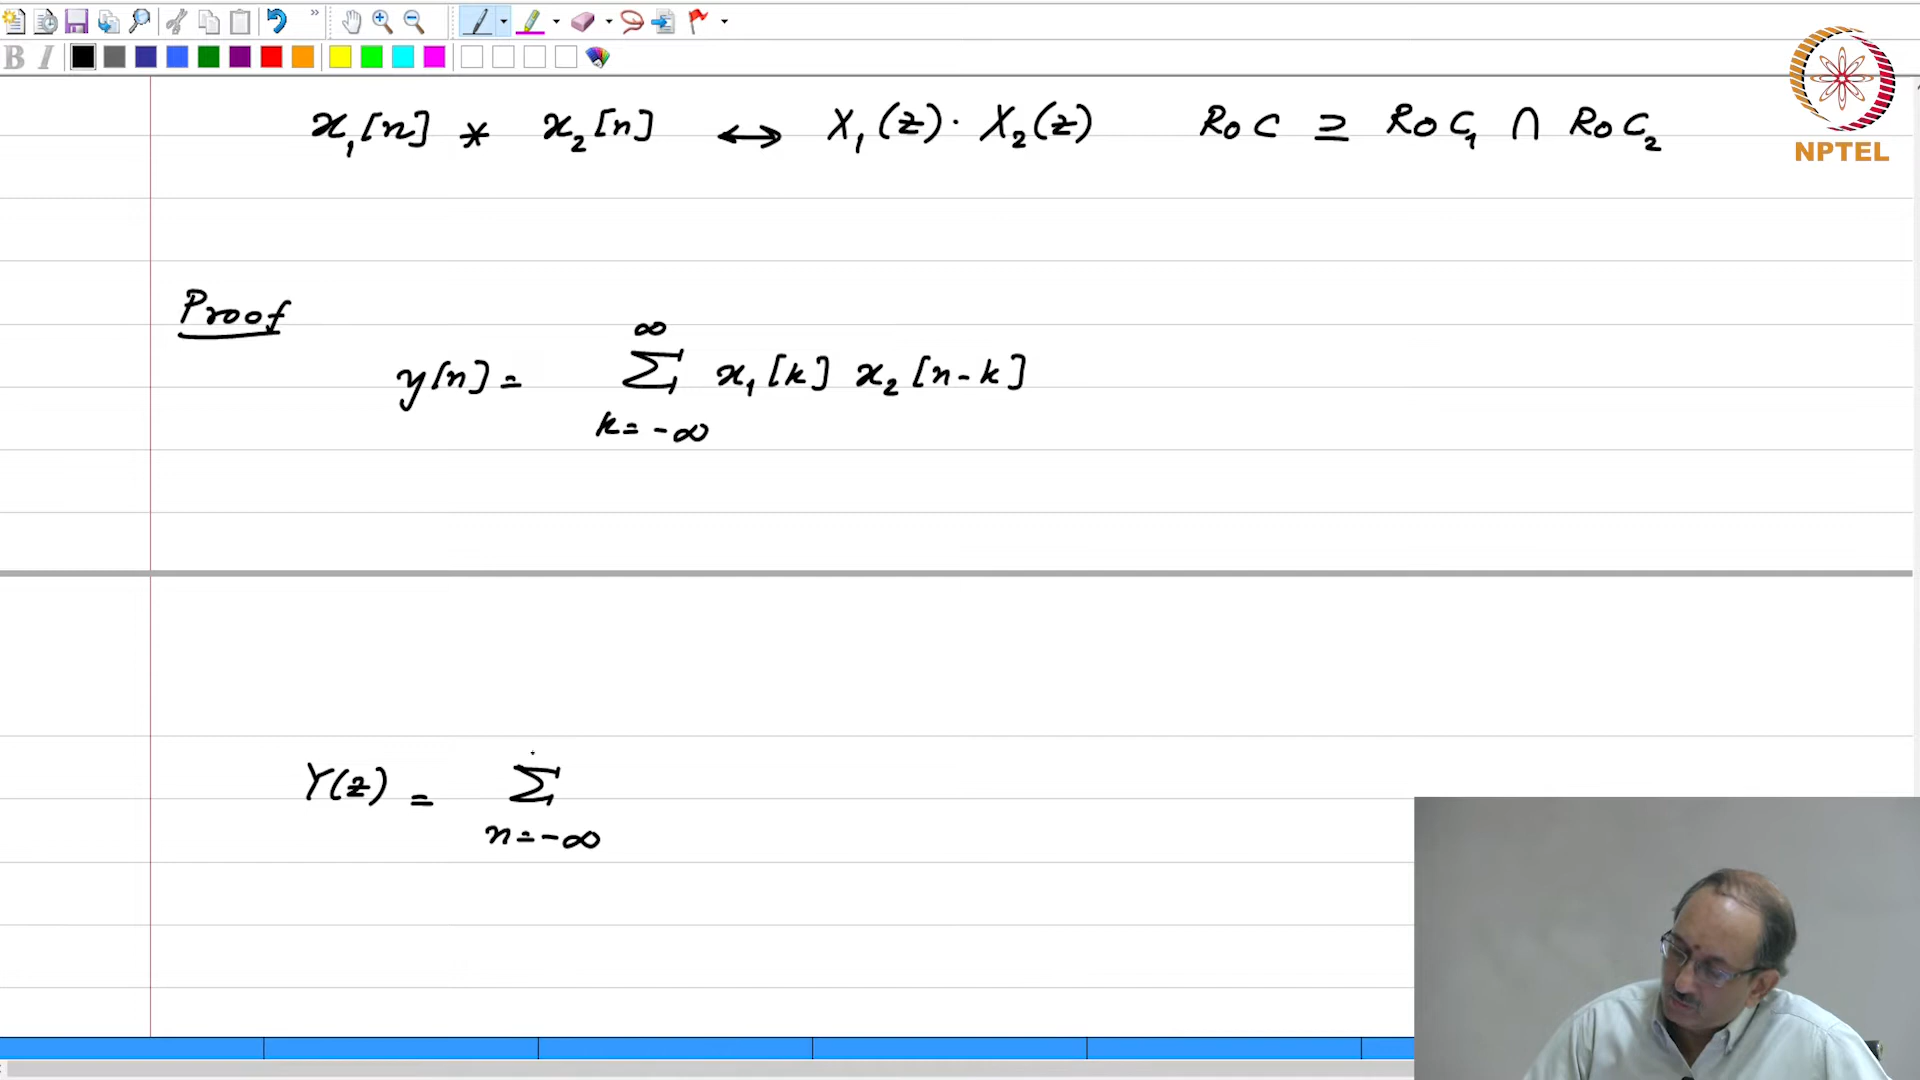 x₁[n] * x₂[n] ↔ X₁(z)·X₂(z) RoC ⊇ RoC₁ ∩ RoC₂
NPTEL
Proof
y[n] = ∑_{k=-∞}^{∞} x₁[k] x₂[n-k]
Y(z) = ∑_{n=-∞}